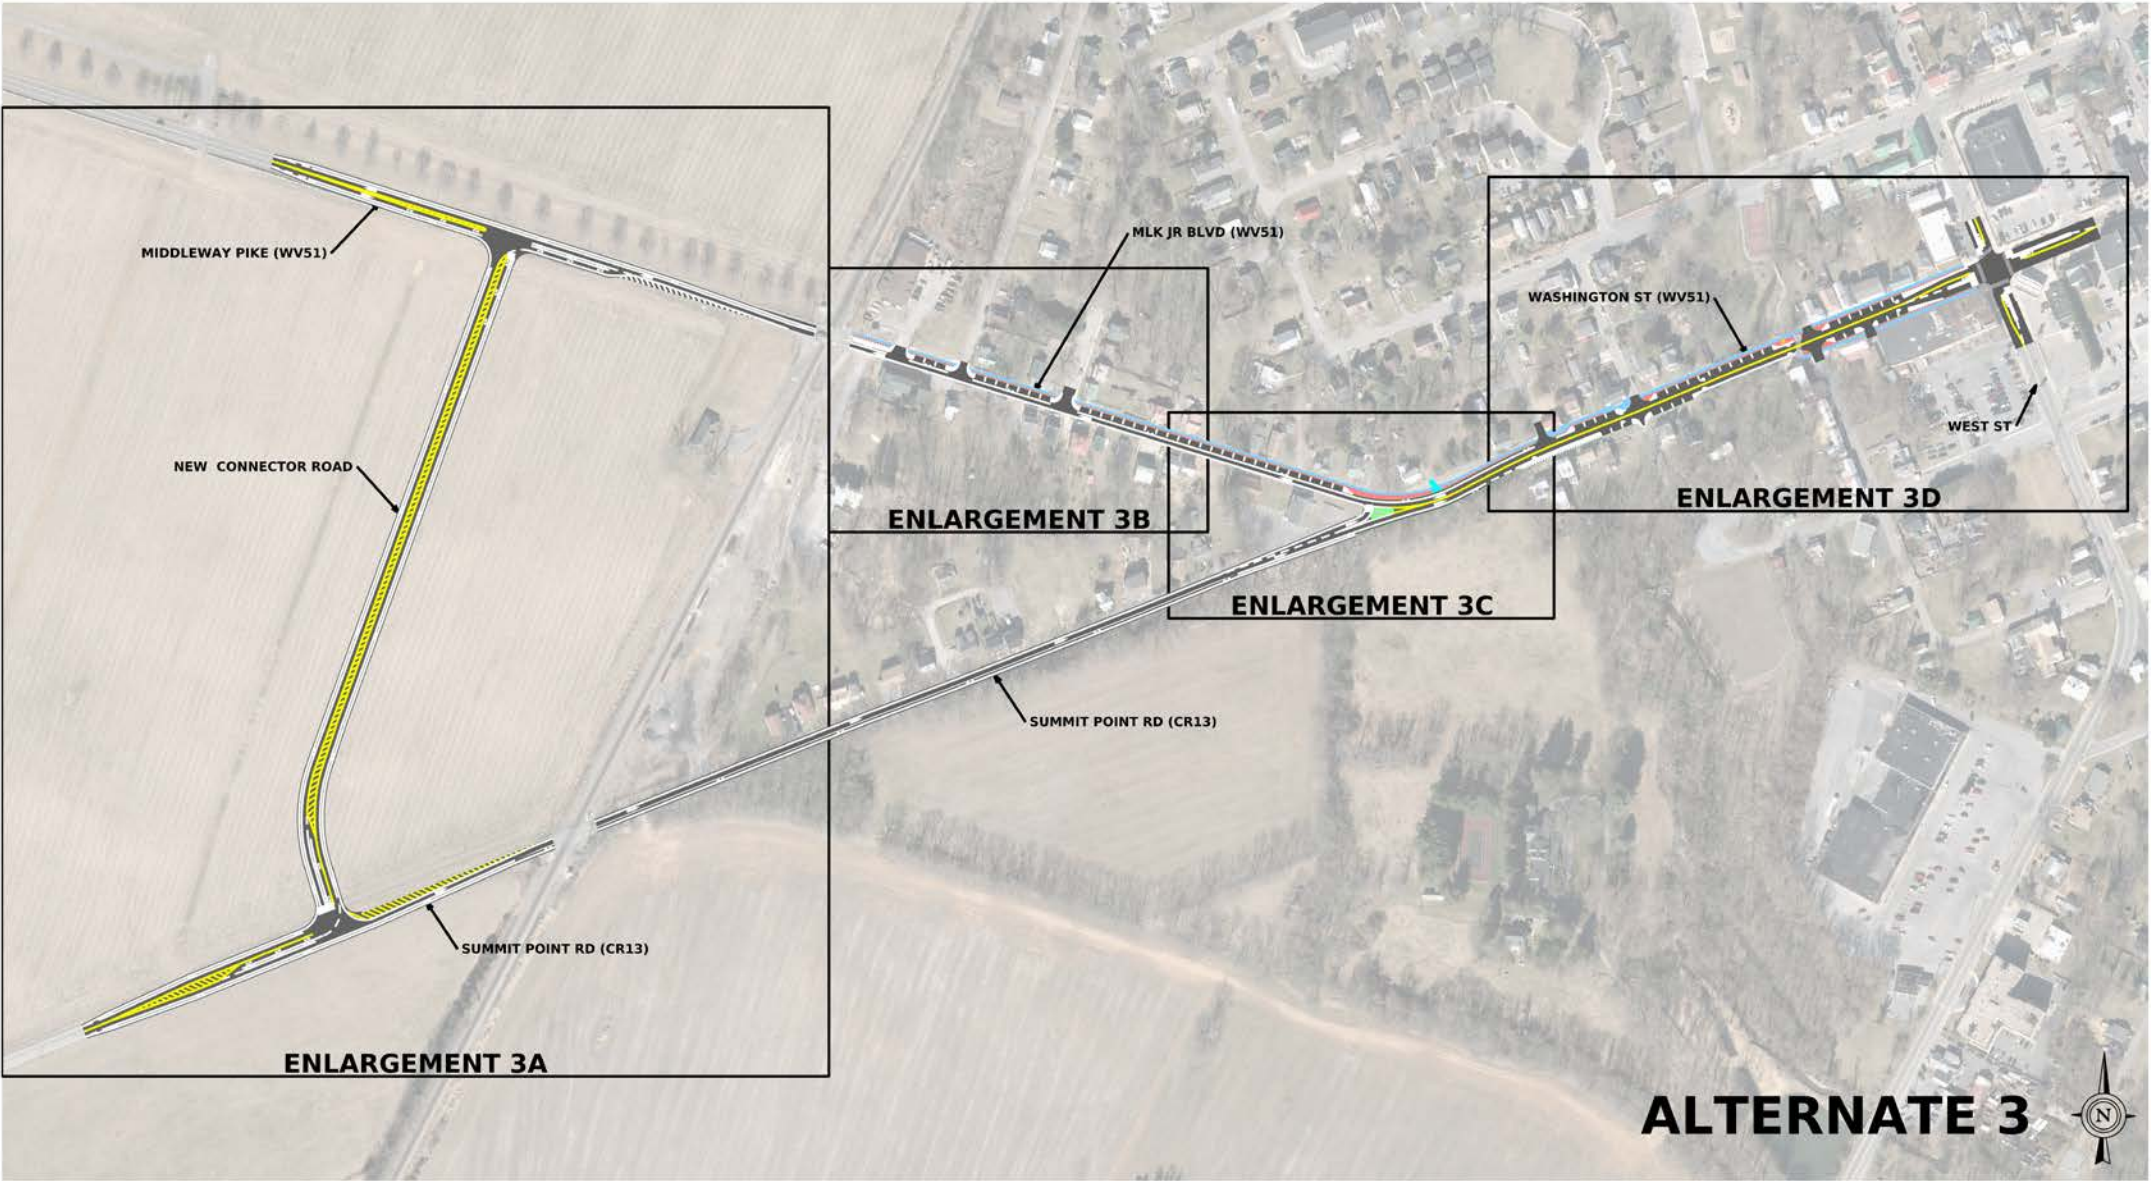 MIDDLEWAY PIKE (WV51)
MLK JR BLVD (WV51)
WASHINGTON ST (WV51)
WEST ST
NEW CONNECTOR ROAD
ENLARGEMENT 3D
ENLARGEMENT 3B
ENLARGEMENT 3C
SUMMIT POINT RD (CR13)
SUMMIT POINT RD (CR13)
ENLARGEMENT 3A
ALTERNATE 3
N